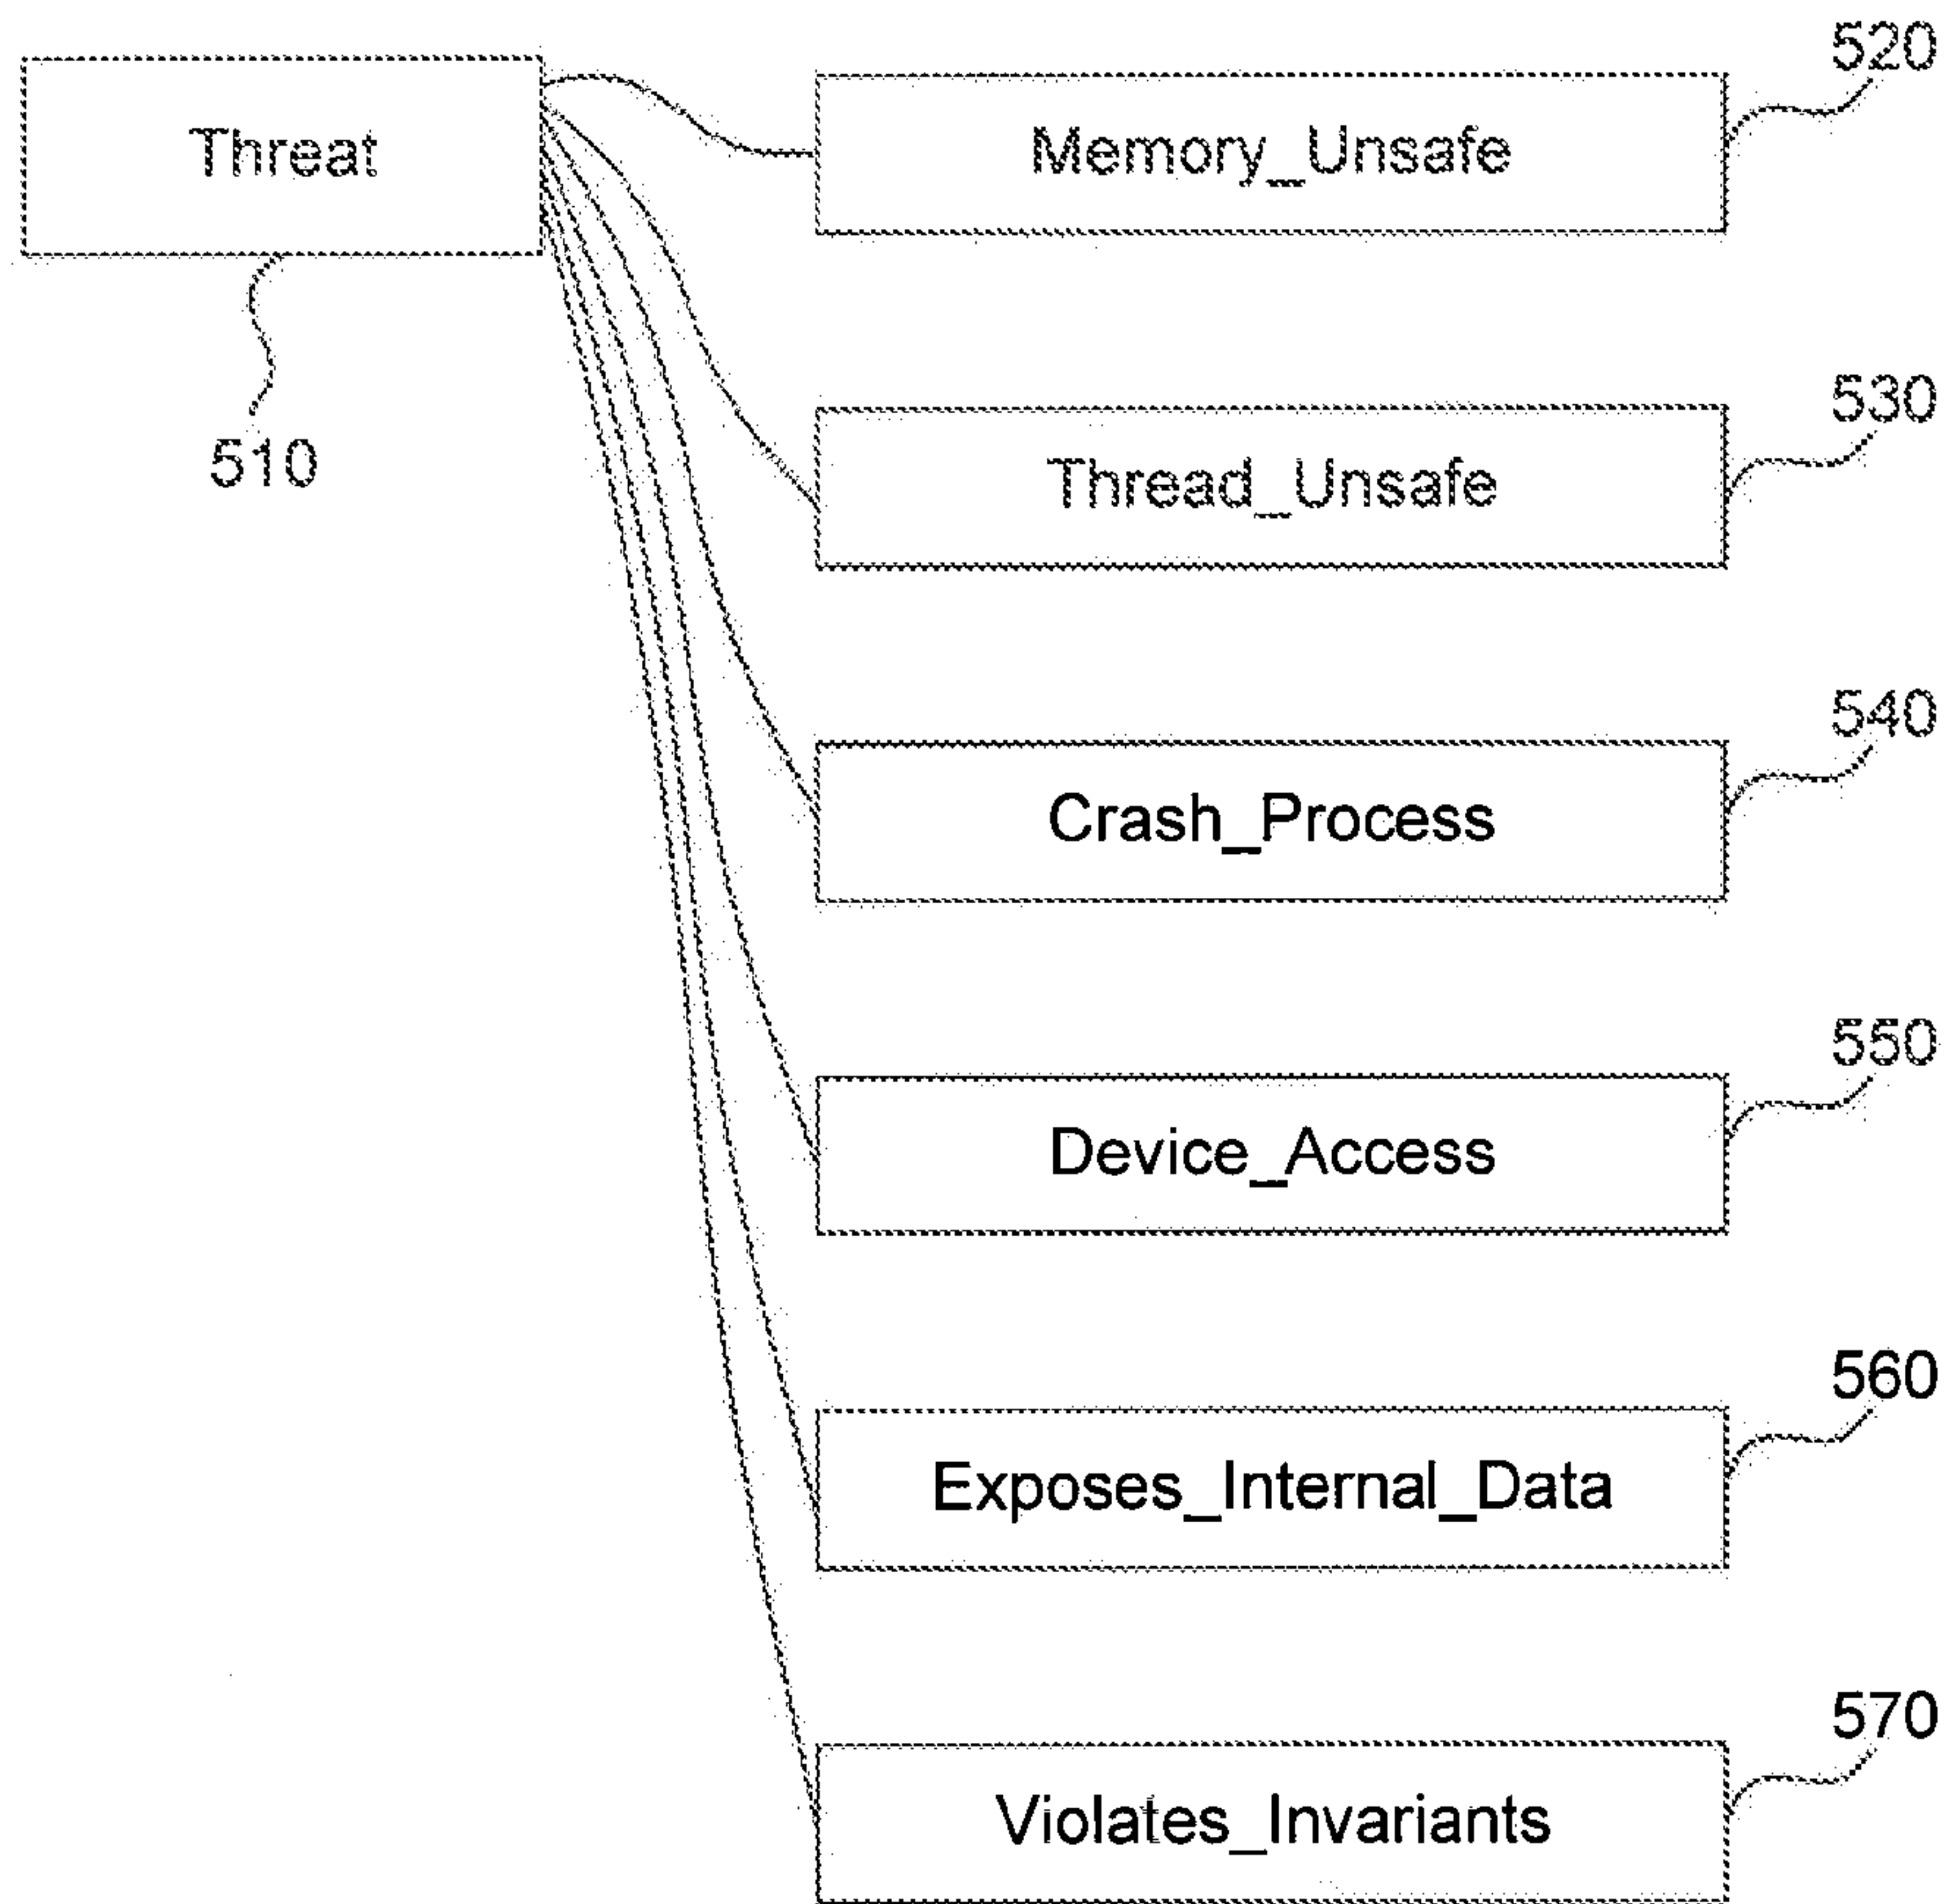 520
Threat
Memory_Unsafe
530
510
Thread_Unsafe
540
Crash_Process
550
Device_Access
560
Exposes_Internal_Data
570
Violates_Invariants